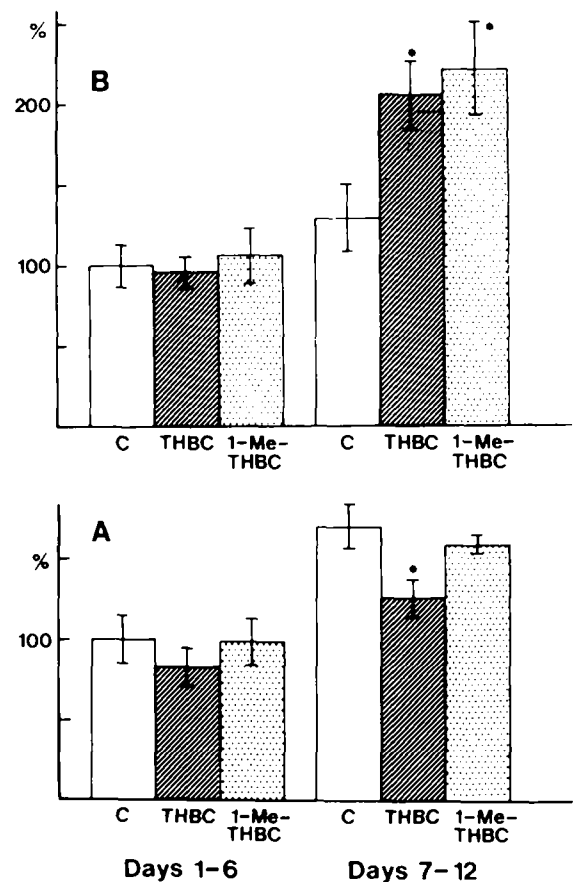 %
B
200
100
C THBC 1-Me-THBC C THBC 1-Me-THBC
A
%
100
C THBC 1-Me-THBC C THBC 1-Me-THBC
Days 1-6 Days 7-12